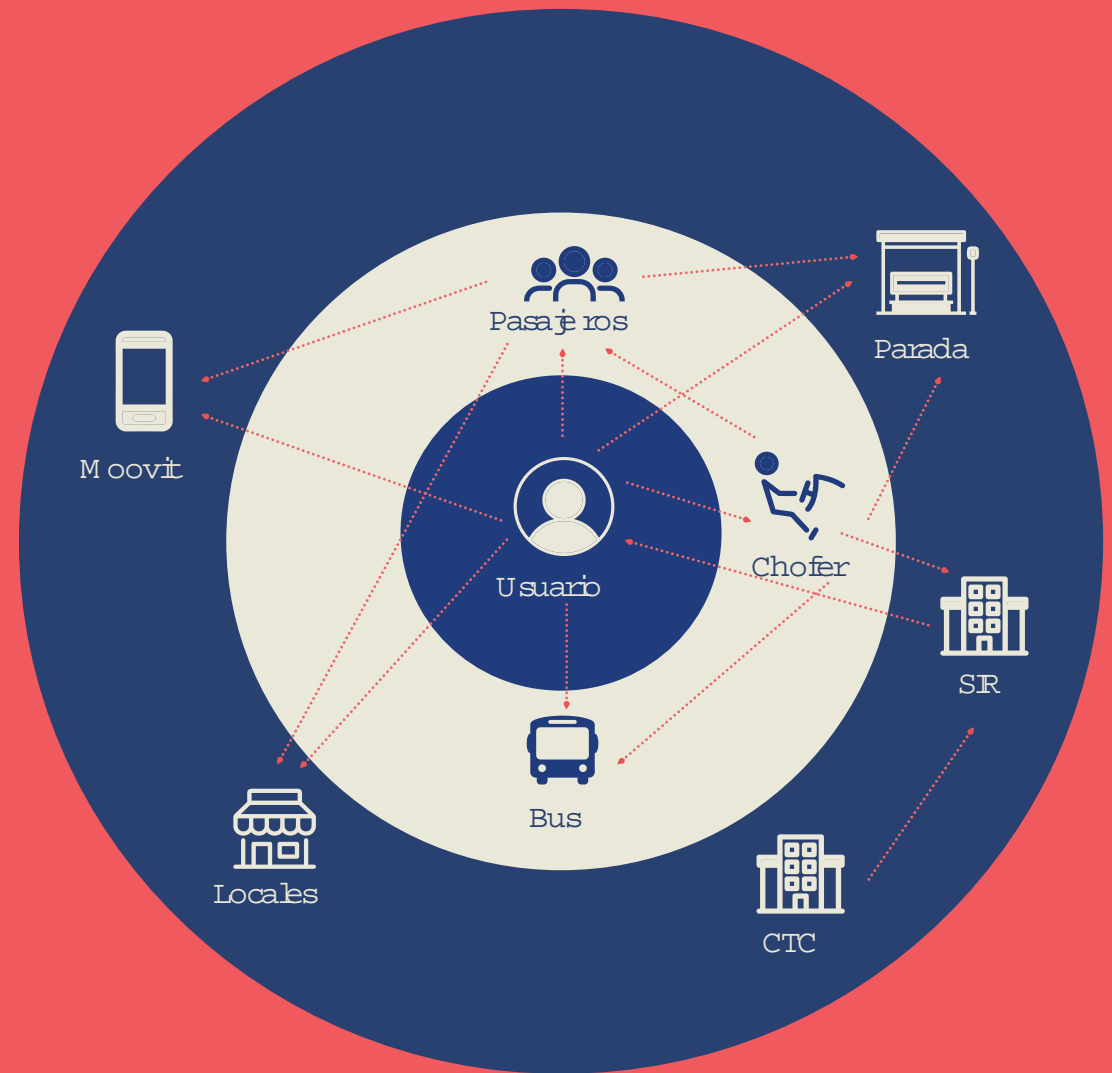 Pasajeros
Parada
Moovit
Chofer
Usuario
SIR
Bus
Locales
CTC